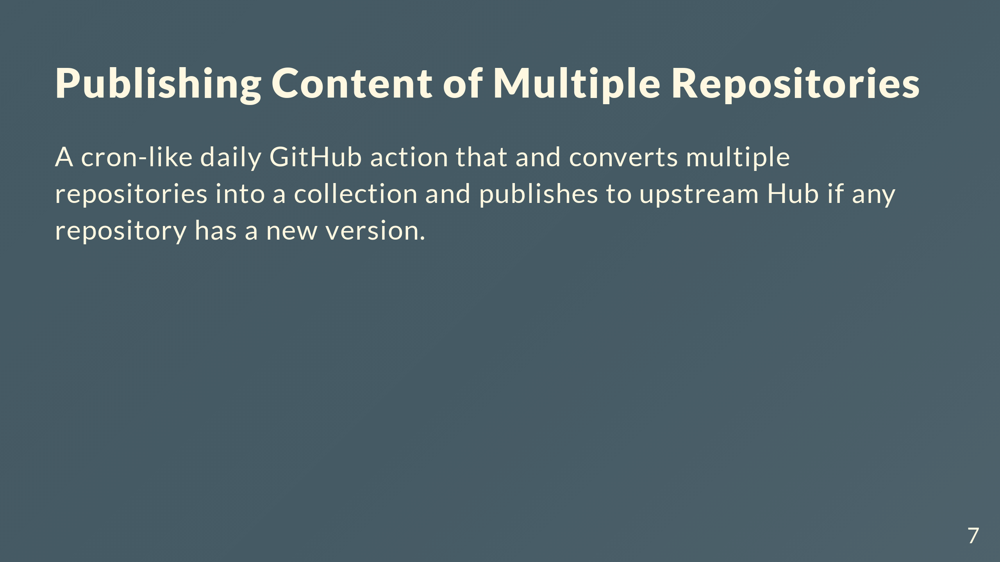 Publishing Content of Multiple Repositories
A cron-like daily GitHub action that and converts multiple
repositories into a collection and publishes to upstream Hub if any
repository has a new version.
7